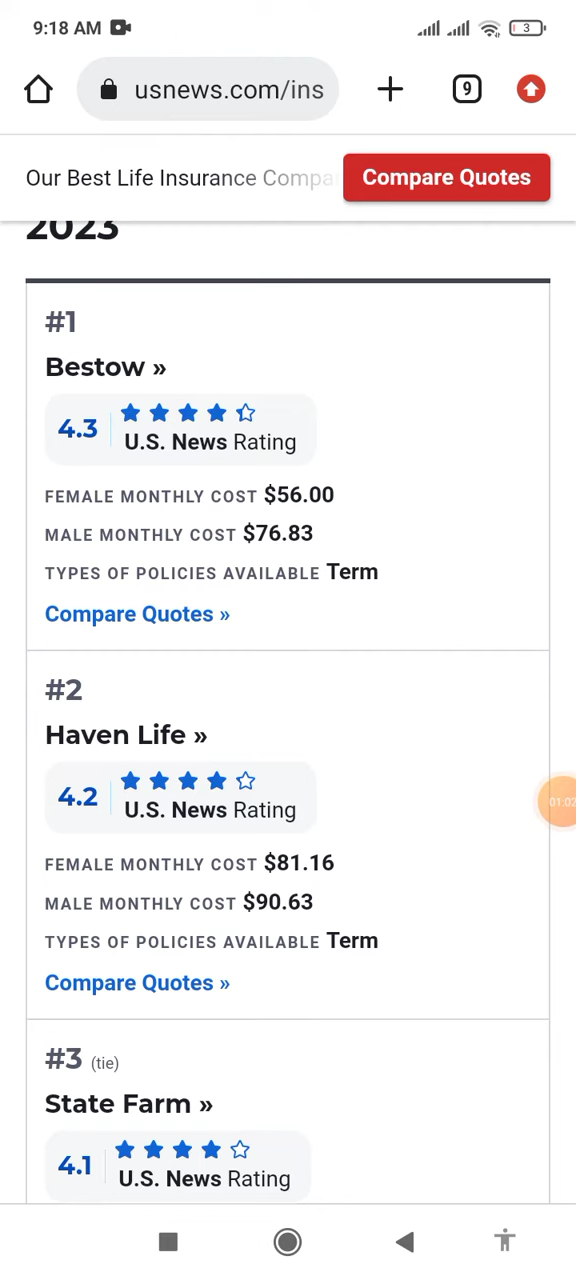 9:18 AM
3
usnews.com/ins
9
Our Best Life Insurance Compa
Compare Quotes
2023
#1
Bestow »
4.3
U.S. News Rating
FEMALE MONTHLY COST $56.00
MALE MONTHLY COST $76.83
TYPES OF POLICIES AVAILABLE Term
Compare Quotes »
#2
Haven Life »
4.2
U.S. News Rating
FEMALE MONTHLY COST $81.16
MALE MONTHLY COST $90.63
TYPES OF POLICIES AVAILABLE Term
Compare Quotes »
01:02
#3 (tie)
State Farm »
4.1
U.S. News Rating